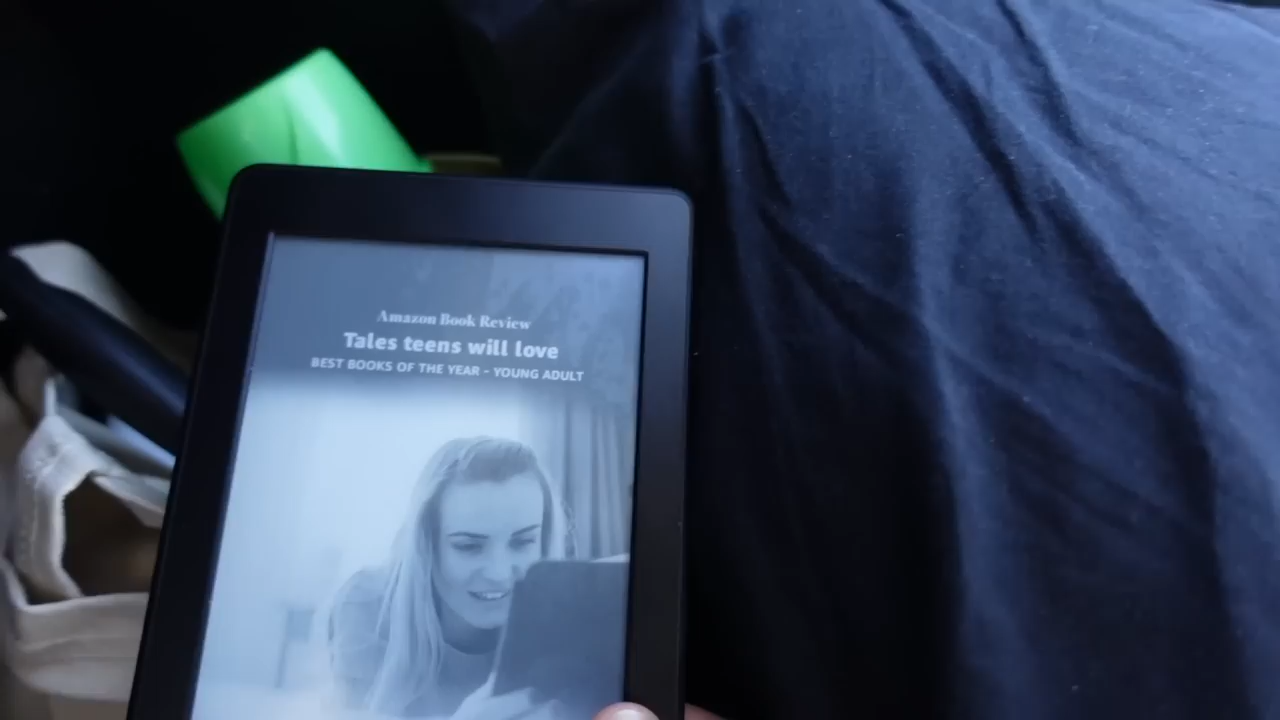 Amazon Book Review
Tales teens will love
BEST BOOKS OF THE YEAR - YOUNG ADULT